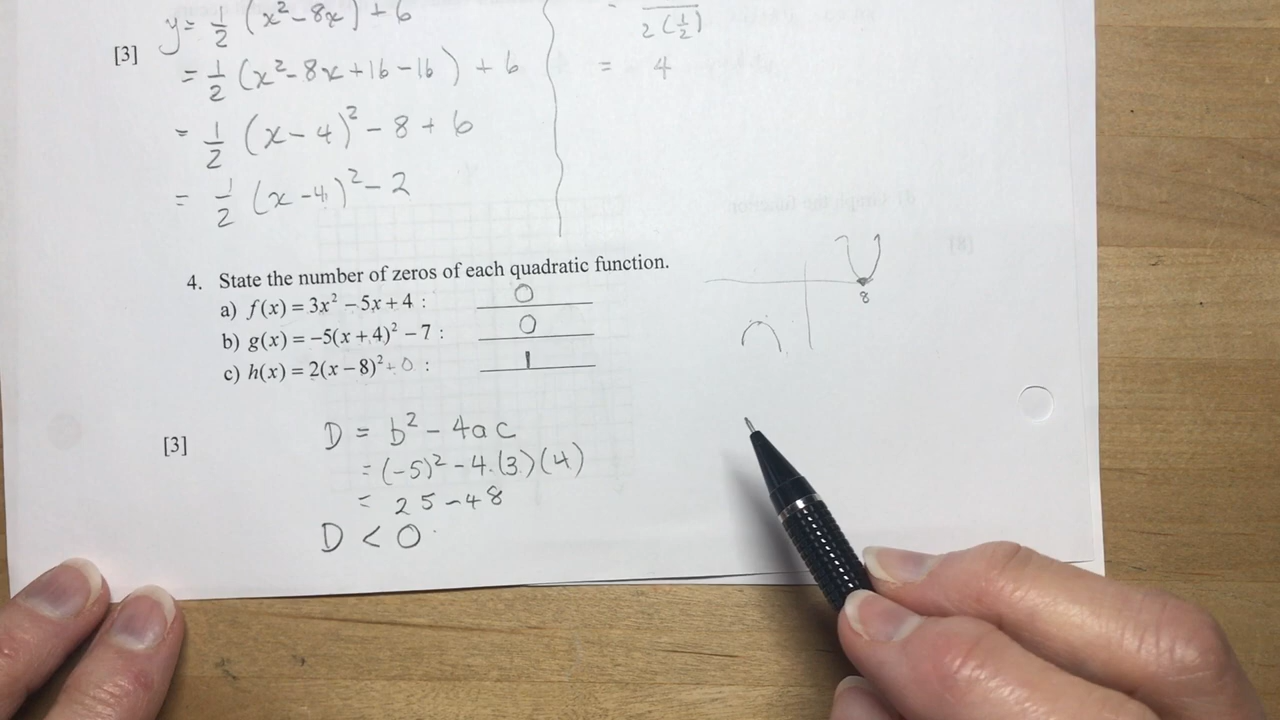 y = 1/2 (x² - 8x) + 6
[3]
= 1/2 (x² - 8x + 16 - 16) + 6
= 1/2 (x - 4)² - 8 + 6
= 1/2 (x - 4)² - 2
2(1/2)
= 4
4. State the number of zeros of each quadratic function.
a) f(x) = 3x² − 5x + 4 : 0
b) g(x) = −5(x + 4)² − 7 : 0
c) h(x) = 2(x − 8)² + 0 : 1
8
[3]
D = b² - 4ac
= (-5)² - 4·(3)(4)
= 25 - 48
D < 0